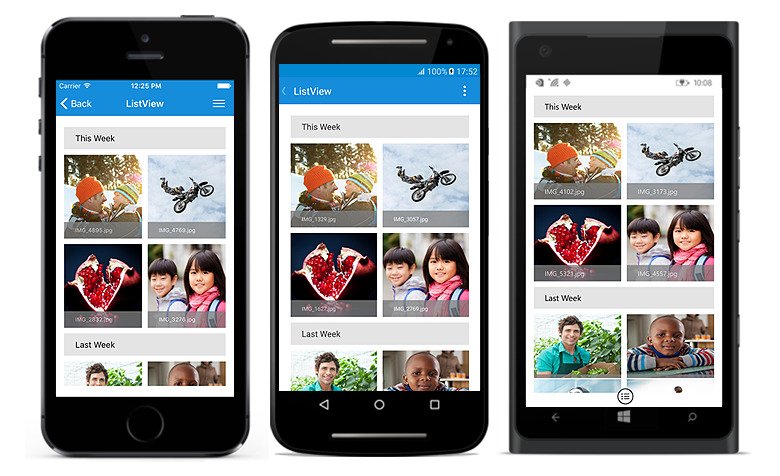 Carrier
12:25 PM
Back
ListView
This Week
IMG_4895.jpg
IMG_4769.jpg
IMG_2832.jpg
IMG_3276.jpg
Last Week
100% 17:52
ListView
This Week
IMG_1329.jpg
IMG_3057.jpg
IMG_1627.jpg
IMG_2769.jpg
Last Week
10:08
This Week
IMG_4102.jpg
IMG_3173.jpg
IMG_5321.jpg
IMG_4557.jpg
Last Week